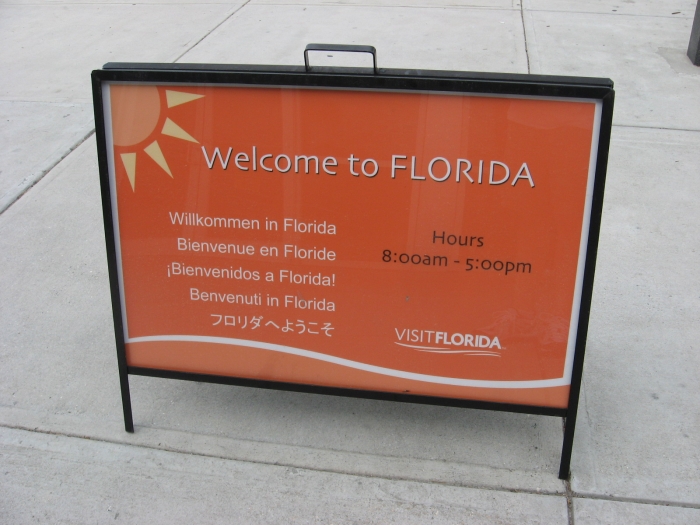 Welcome to FLORIDA
Willkommen in Florida
Bienvenue en Floride
¡Bienvenidos a Florida!
Benvenuti in Florida
フロリダへようこそ
Hours
8:00am - 5:00pm
VISITFLORIDA